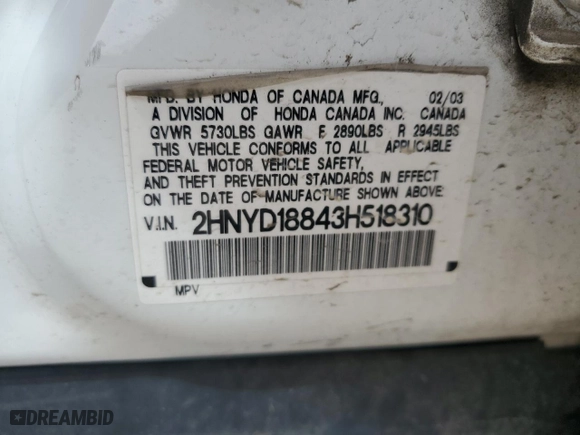 MFD. BY HONDA OF CANADA MFG., 02/03
A DIVISION OF HONDA CANADA INC. CANADA
GVWR 5730LBS GAWR F 2890LBS R 2945LBS
THIS VEHICLE CONFORMS TO ALL APPLICABLE
FEDERAL MOTOR VEHICLE SAFETY,
AND THEFT PREVENTION STANDARDS IN EFFECT
ON THE DATE OF MANUFACTURE SHOWN ABOVE.
V.I.N. 2HNYD18843H518310
MPV
DREAMBID